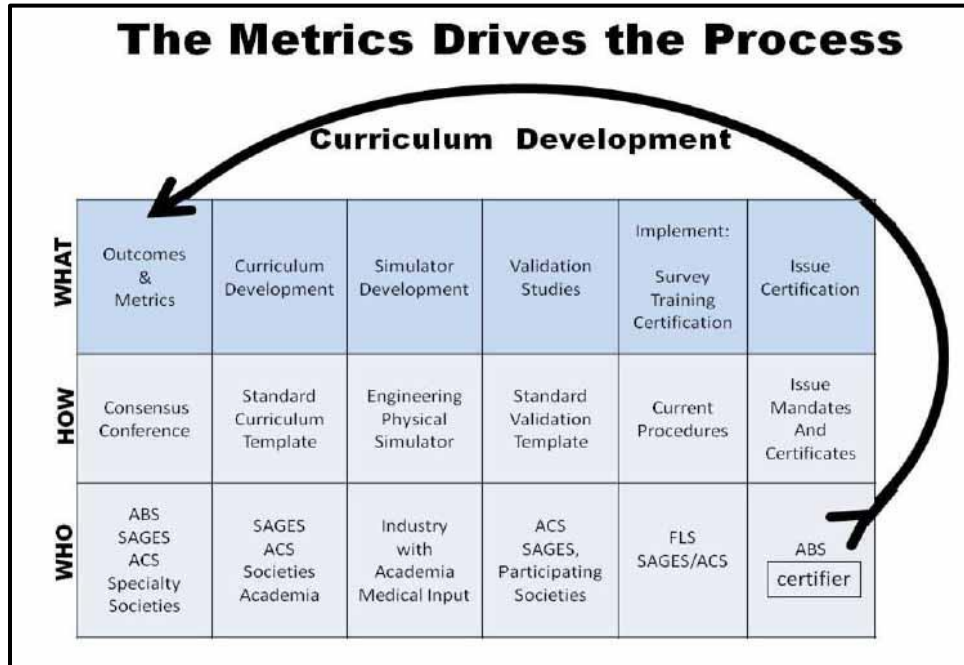 The Metrics Drives the Process
Curriculum Development
WHAT
Outcomes
&
Metrics
Curriculum
Development
Simulator
Development
Validation
Studies
Implement:
Survey
Training
Certification
Issue
Certification
HOW
Consensus
Conference
Standard
Curriculum
Template
Engineering
Physical
Simulator
Standard
Validation
Template
Current
Procedures
Issue
Mandates
And
Certificates
WHO
ABS
SAGES
ACS
Specialty
Societies
SAGES
ACS
Societies
Academia
Industry
with
Academia
Medical Input
ACS
SAGES,
Participating
Societies
FLS
SAGES/ACS
ABS
certifier